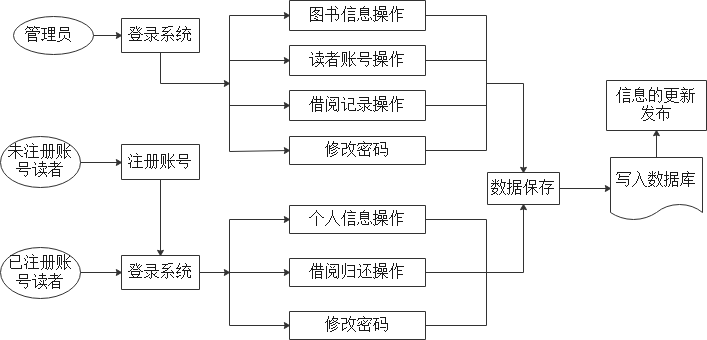 管理员
登录系统
图书信息操作
读者账号操作
借阅记录操作
修改密码
未注册账
号读者
注册账号
已注册账
号读者
登录系统
个人信息操作
借阅归还操作
修改密码
数据保存
写入数据库
信息的更新
发布